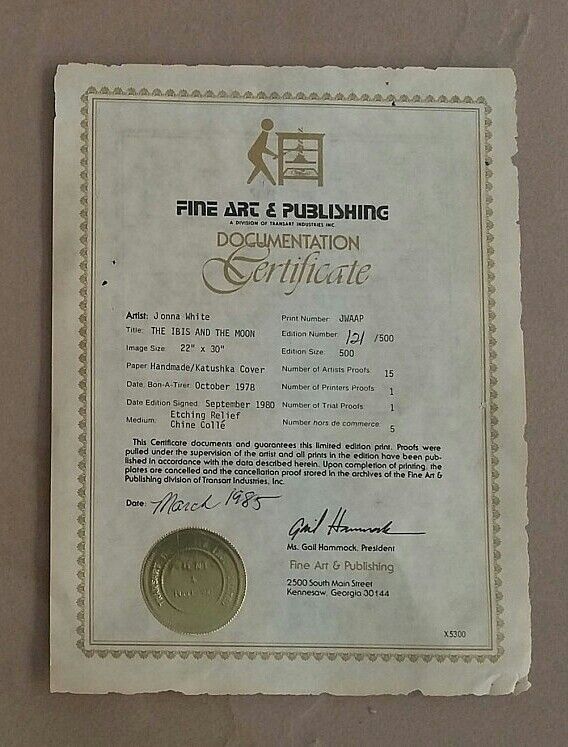 FINE ART & PUBLISHING
A DIVISION OF TRANSART INDUSTRIES INC.
DOCUMENTATION
Certificate
Artist: Jonna White
Title: THE IBIS AND THE MOON
Image Size: 22" x 30"
Paper Handmade/Katushka Cover
Date, Bon-A-Tirer: October 1978
Date Edition Signed: September 1980
Medium: Etching Relief
Chine Collé
Print Number: JWAAP
Edition Number: 121/500
Edition Size: 500
Number of Artists Proofs: 15
Number of Printers Proofs: 1
Number of Trial Proofs: 1
Number hors de commerce: 5
This Certificate documents and guarantees this limited edition print. Proofs were
pulled under the supervision of the artist and all prints in the edition have been pub-
lished in accordance with the data described herein. Upon completion of printing, the
plates are cancelled and the cancellation proof stored in the archives of the Fine Art &
Publishing division of Transart Industries, Inc.
Date: March 1985
Gail Hammock
Ms. Gail Hammock, President
Fine Art & Publishing
2500 South Main Street
Kennesaw, Georgia 30144
X5300